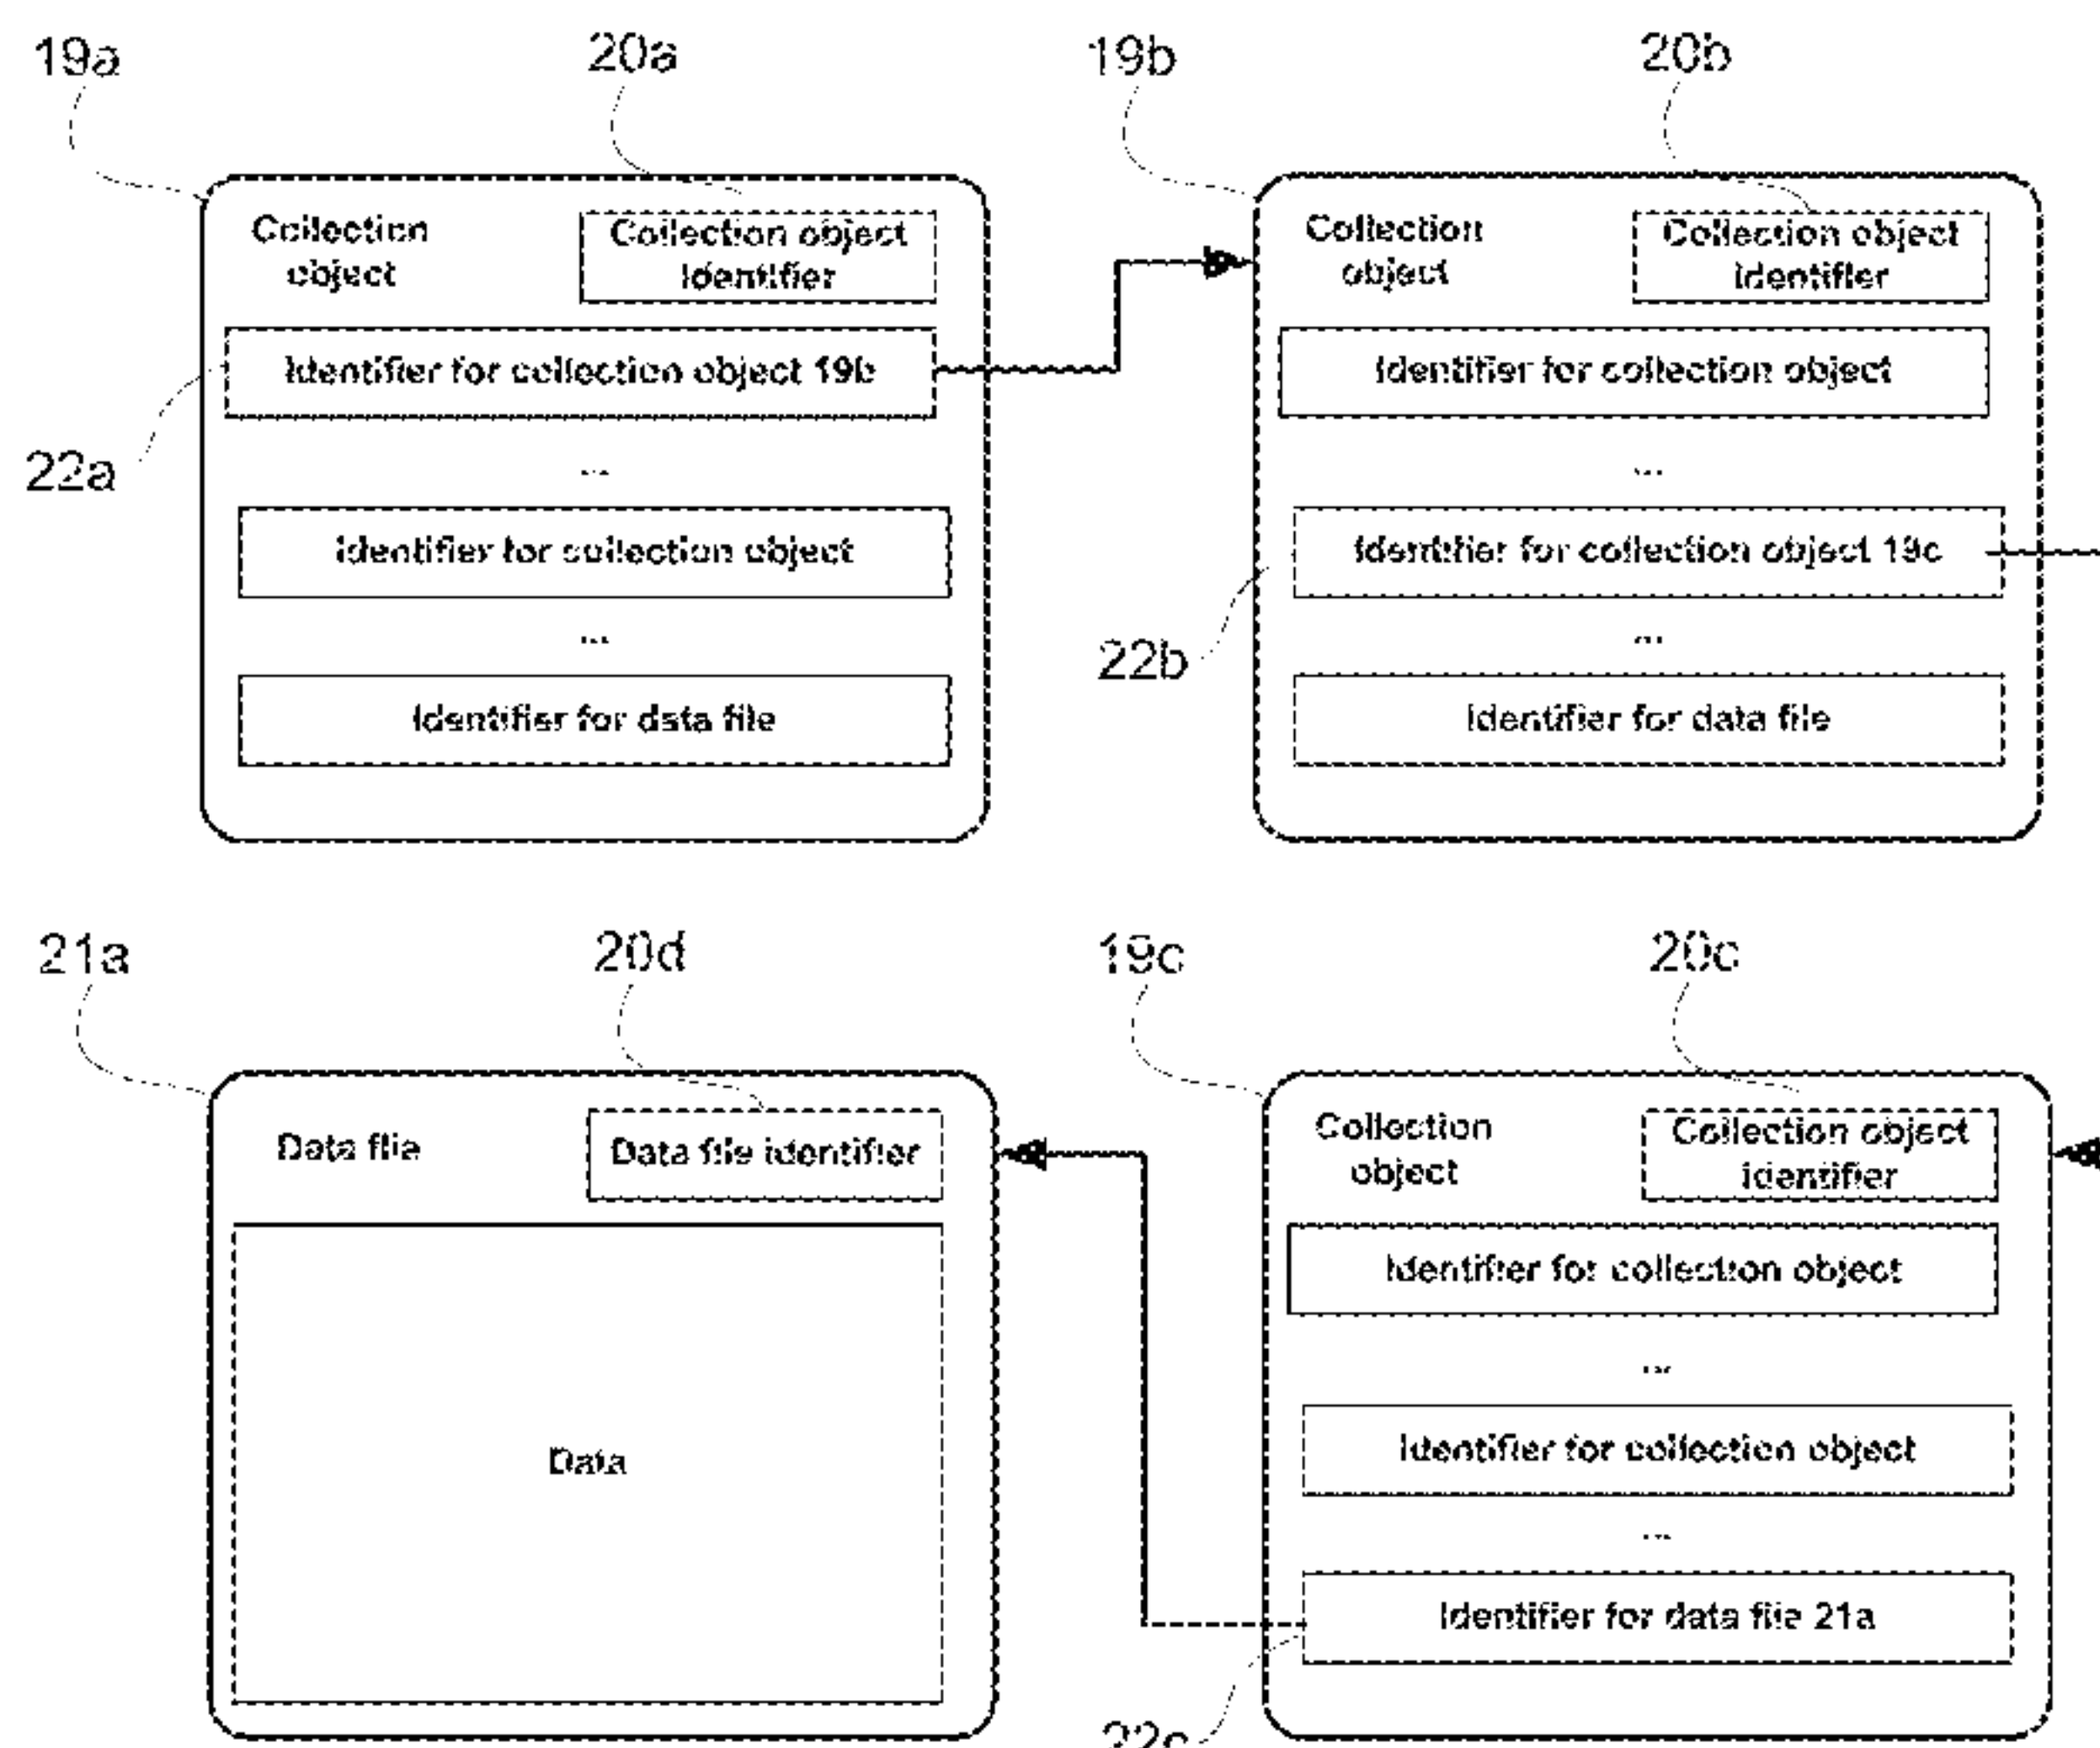 19a
20a
19b
20b
Collection
object
Collection object
identifier
Identifier for collection object 19b
22a
...
Identifier for collection object
...
Identifier for data file
Collection
object
Collection object
identifier
Identifier for collection object
...
Identifier for collection object 19c
22b
...
Identifier for data file
21a
20d
19c
20c
Data file
Data file identifier
Data
Collection
object
Collection object
identifier
Identifier for collection object
...
Identifier for collection object
...
Identifier for data file 21a
22c